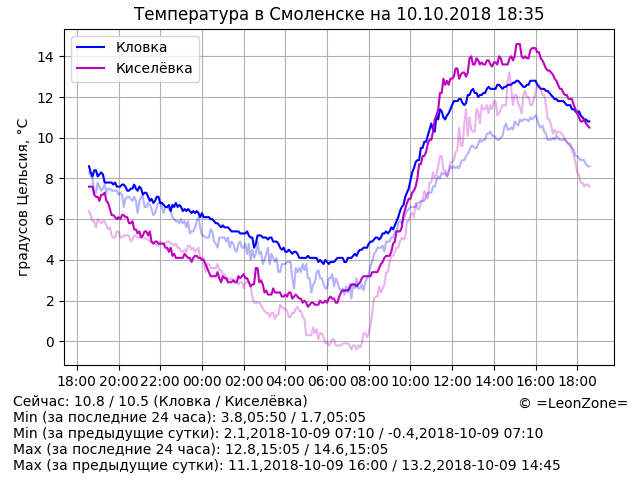 Температура в Смоленске на 10.10.2018 18:35
Кловка
Киселёвка
градусов Цельсия, °C
14
12
10
8
6
4
2
0
18:00 20:00 22:00 00:00 02:00 04:00 06:00 08:00 10:00 12:00 14:00 16:00 18:00
Сейчас: 10.8 / 10.5 (Кловка / Киселёвка)
© =LeonZone=
Min (за последние 24 часа): 3.8,05:50 / 1.7,05:05
Min (за предыдущие сутки): 2.1,2018-10-09 07:10 / -0.4,2018-10-09 07:10
Max (за последние 24 часа): 12.8,15:05 / 14.6,15:05
Max (за предыдущие сутки): 11.1,2018-10-09 16:00 / 13.2,2018-10-09 14:45